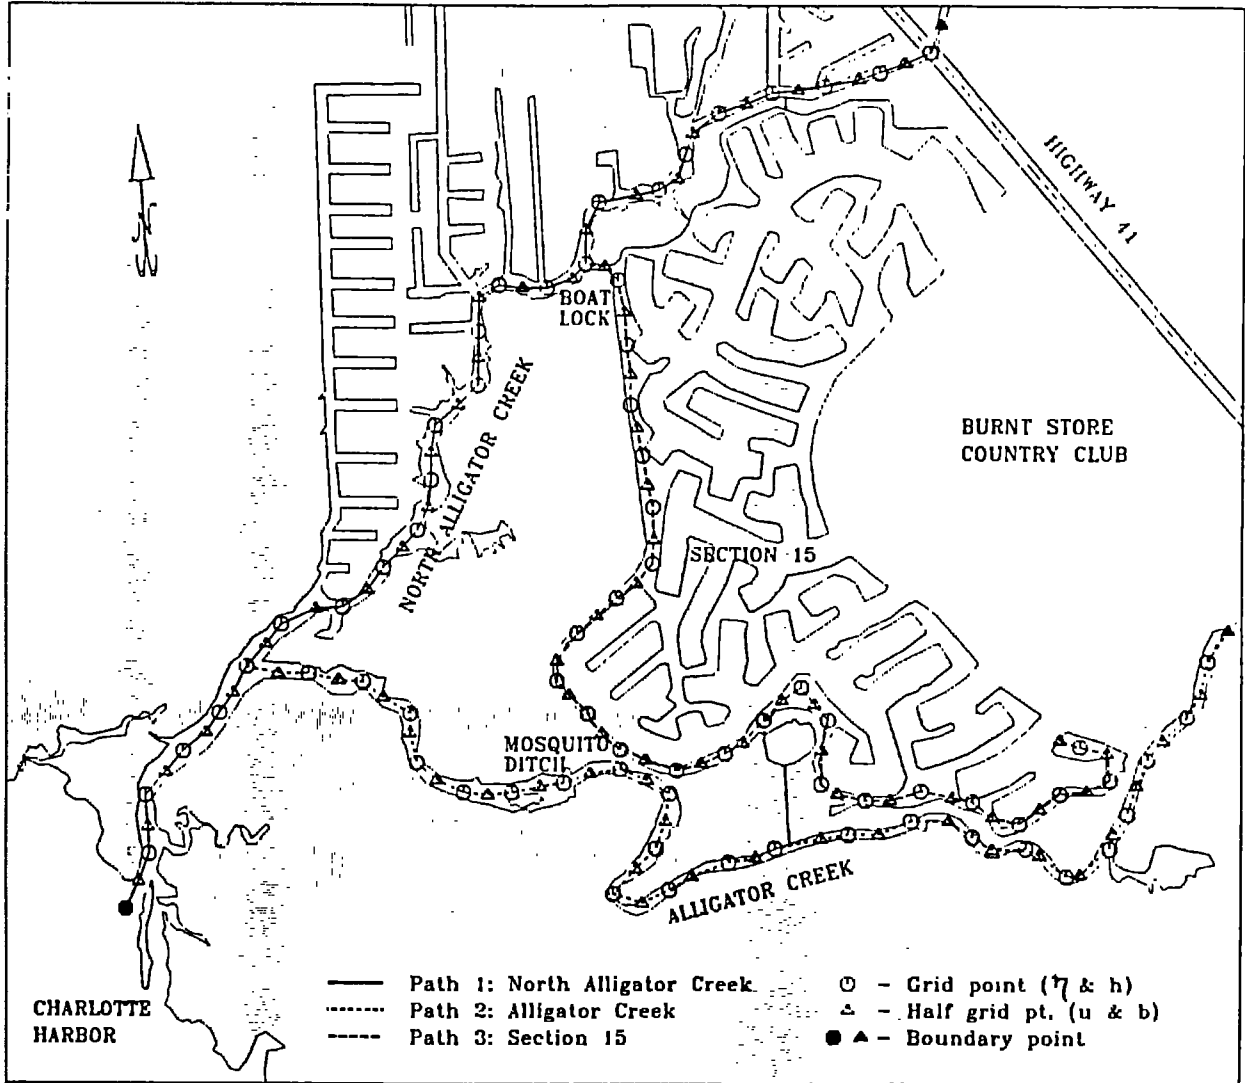 N
HIGHWAY 41
BOAT
LOCK
NORTH ALLIGATOR CREEK
BURNT STORE
COUNTRY CLUB
SECTION 15
MOSQUITO
DITCH
ALLIGATOR CREEK
CHARLOTTE
HARBOR
Path 1: North Alligator Creek
Path 2: Alligator Creek
Path 3: Section 15
- Grid point (η & h)
- Half grid pt. (u & b)
- Boundary point